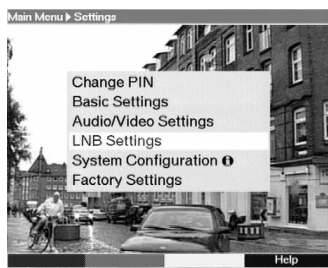 Main Menu ▶ Settings
Change PIN
Basic Settings
Audio/Video Settings
LNB Settings
System Configuration ℹ
Factory Settings
Help